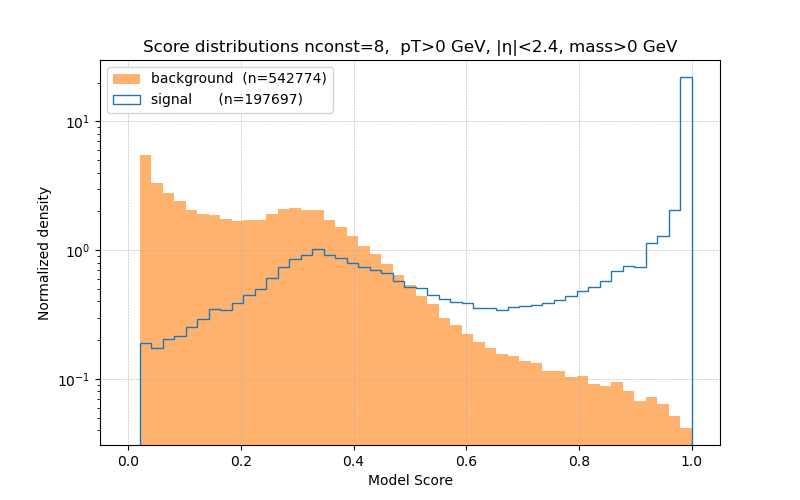 Score distributions nconst=8,  pT>0 GeV, |η|<2.4, mass>0 GeV
background  (n=542774)
signal      (n=197697)
Normalized density
10¹
10⁰
10⁻¹
0.0 0.2 0.4 0.6 0.8 1.0
Model Score